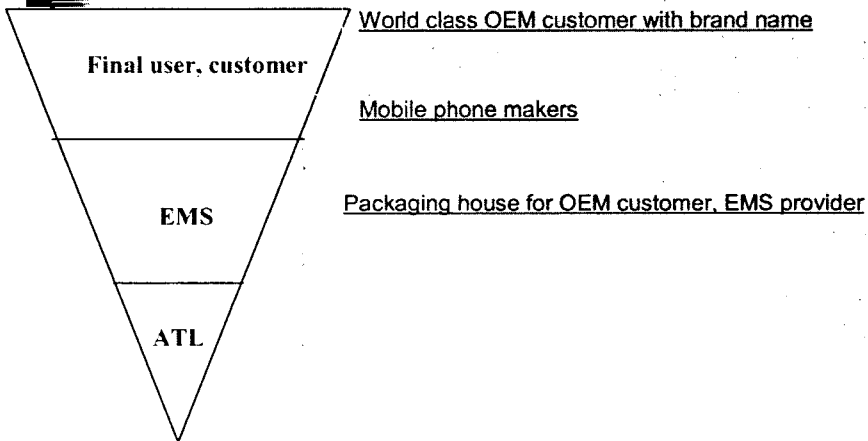 World class OEM customer with brand name
Final user, customer
Mobile phone makers
EMS
Packaging house for OEM customer, EMS provider
ATL